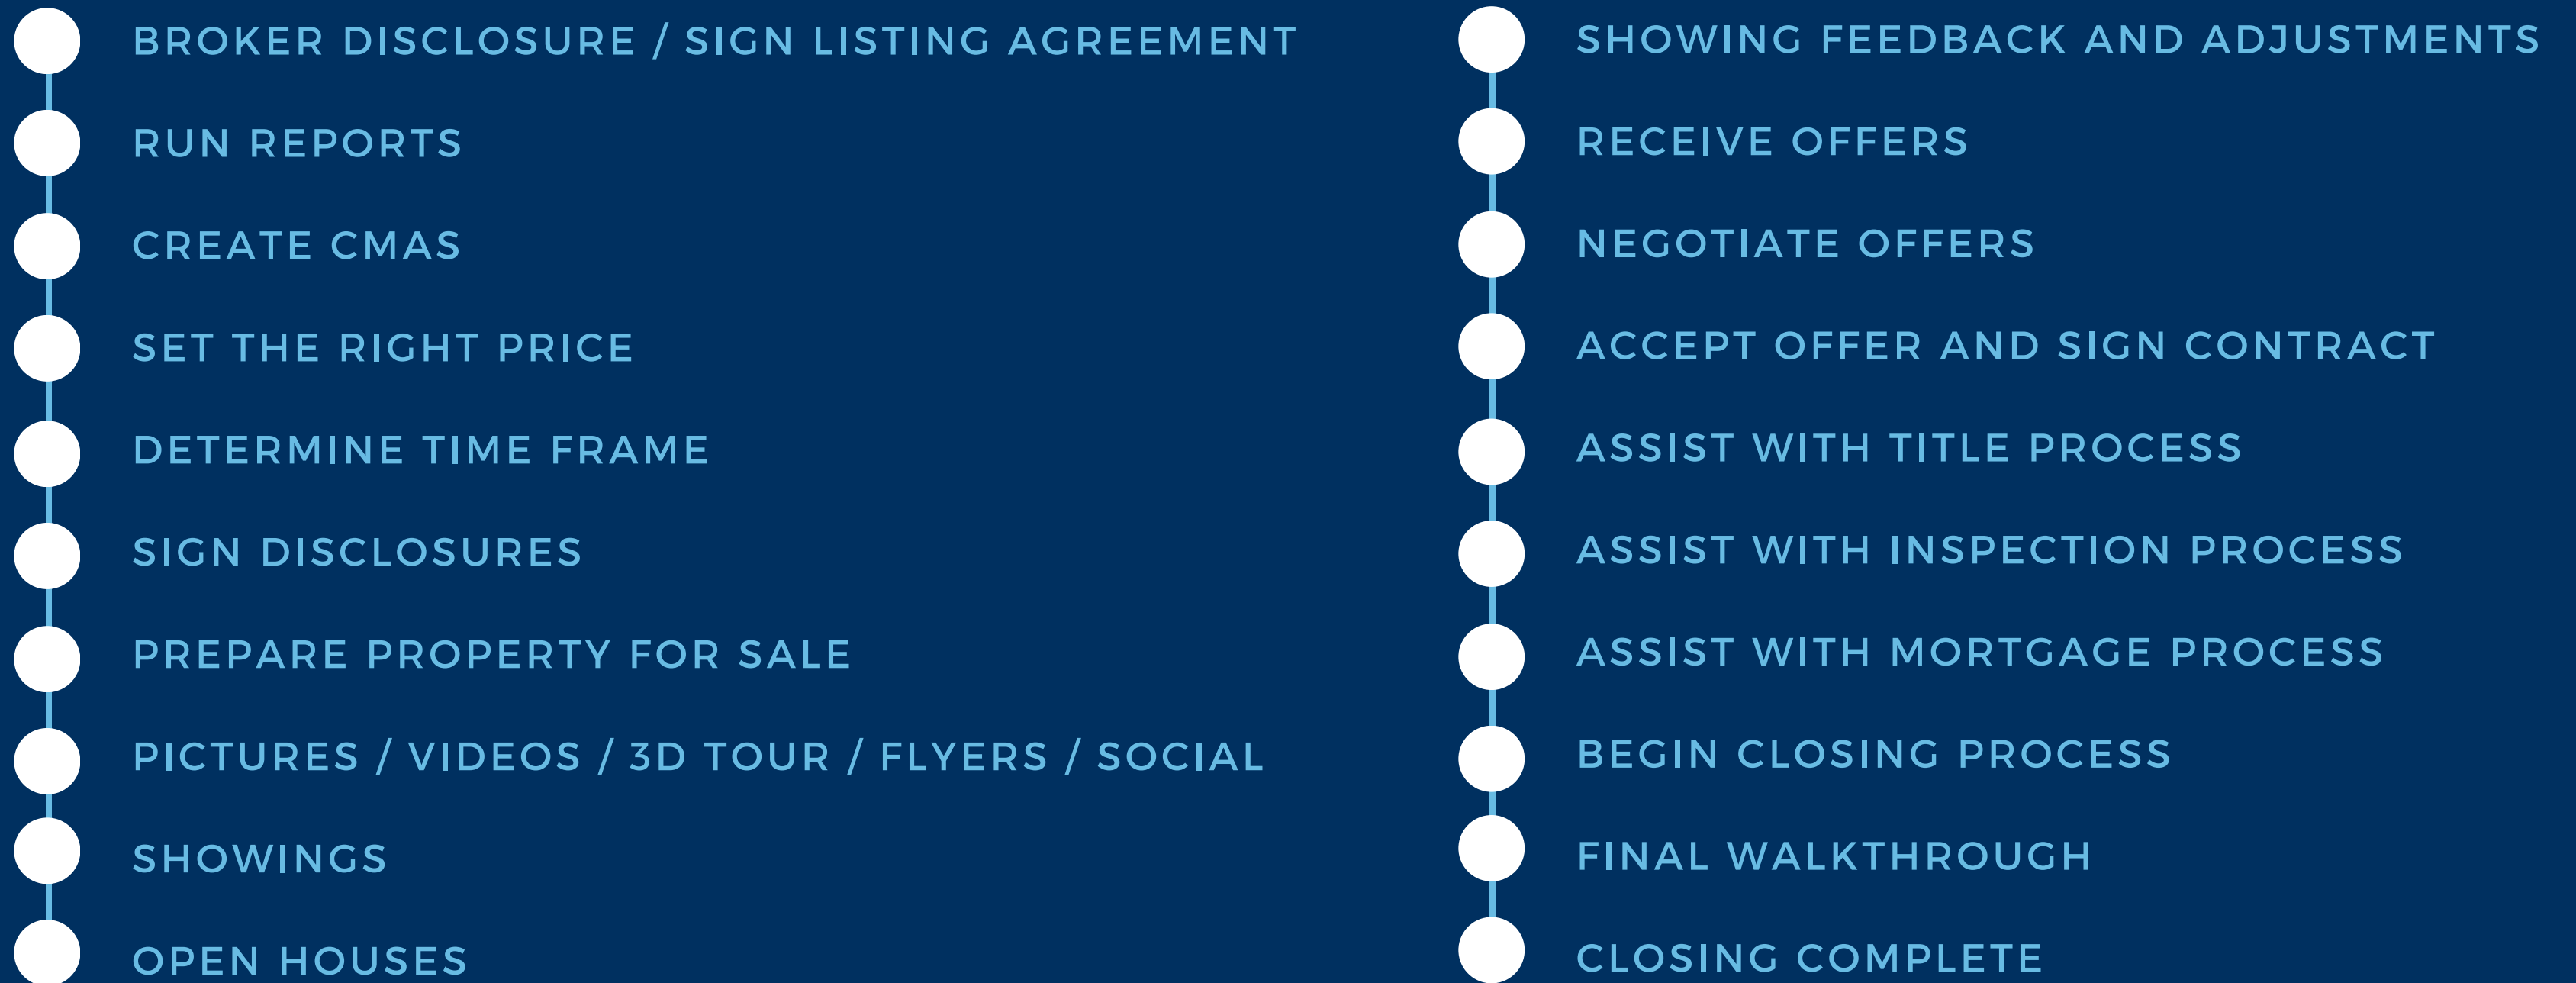 BROKER DISCLOSURE / SIGN LISTING AGREEMENT
RUN REPORTS
CREATE CMAS
SET THE RIGHT PRICE
DETERMINE TIME FRAME
SIGN DISCLOSURES
PREPARE PROPERTY FOR SALE
PICTURES / VIDEOS / 3D TOUR / FLYERS / SOCIAL
SHOWINGS
OPEN HOUSES
SHOWING FEEDBACK AND ADJUSTMENTS
RECEIVE OFFERS
NEGOTIATE OFFERS
ACCEPT OFFER AND SIGN CONTRACT
ASSIST WITH TITLE PROCESS
ASSIST WITH INSPECTION PROCESS
ASSIST WITH MORTGAGE PROCESS
BEGIN CLOSING PROCESS
FINAL WALKTHROUGH
CLOSING COMPLETE